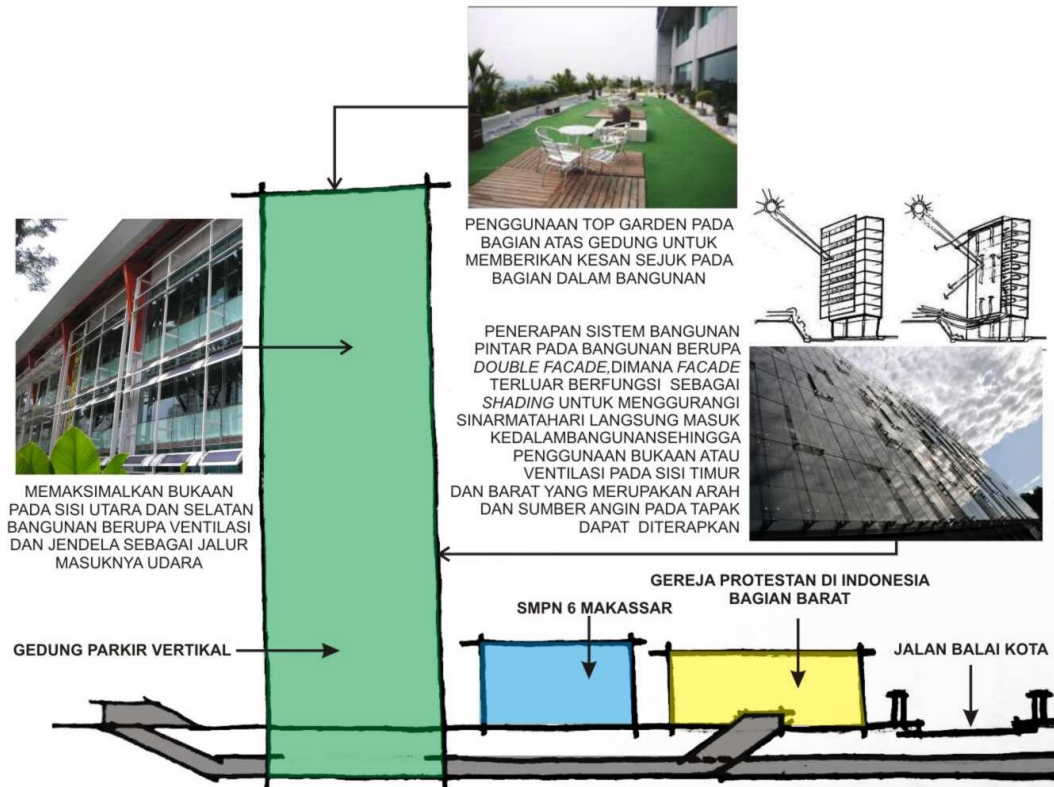 PENGGUNAAN TOP GARDEN PADA
BAGIAN ATAS GEDUNG UNTUK
MEMBERIKAN KESAN SEJUK PADA
BAGIAN DALAM BANGUNAN
PENERAPAN SISTEM BANGUNAN
PINTAR PADA BANGUNAN BERUPA
DOUBLE FACADE,DIMANA FACADE
TERLUAR BERFUNGSI SEBAGAI
SHADING UNTUK MENGGURANGI
SINARMATAHARI LANGSUNG MASUK
KEDALAMBANGUNANSEHINGGA
PENGGUNAAN BUKAAN ATAU
VENTILASI PADA SISI TIMUR
DAN BARAT YANG MERUPAKAN ARAH
DAN SUMBER ANGIN PADA TAPAK
DAPAT DITERAPKAN
MEMAKSIMALKAN BUKAAN
PADA SISI UTARA DAN SELATAN
BANGUNAN BERUPA VENTILASI
DAN JENDELA SEBAGAI JALUR
MASUKNYA UDARA
GEREJA PROTESTAN DI INDONESIA
BAGIAN BARAT
SMPN 6 MAKASSAR
GEDUNG PARKIR VERTIKAL
JALAN BALAI KOTA